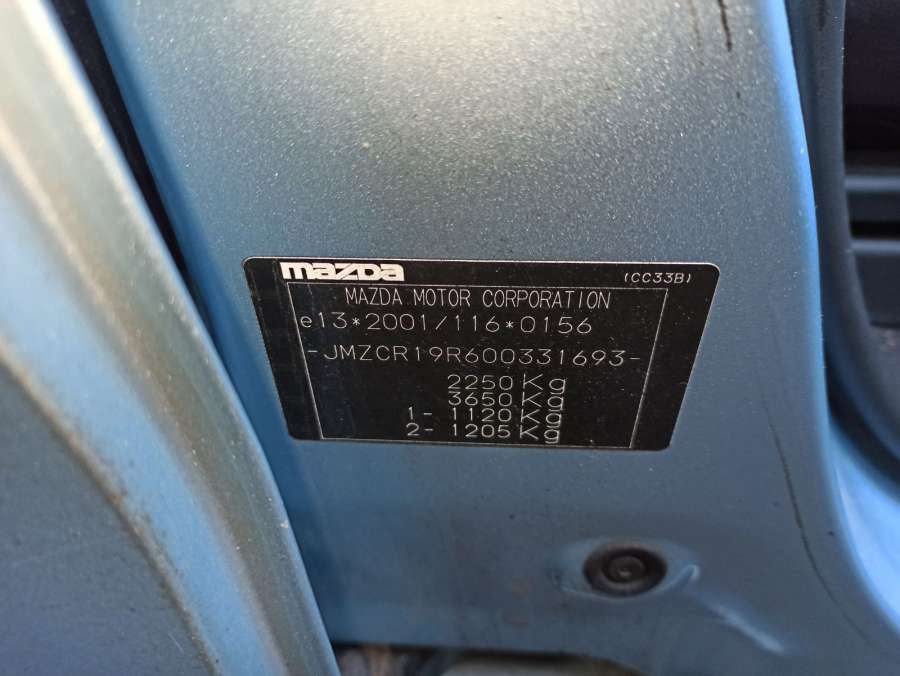 mazda
(CC33B)
MAZDA MOTOR CORPORATION
e13*2001/116*0156
-JMZCR19R600331693-
2250Kg
3650Kg
1- 1120Kg
2- 1205Kg